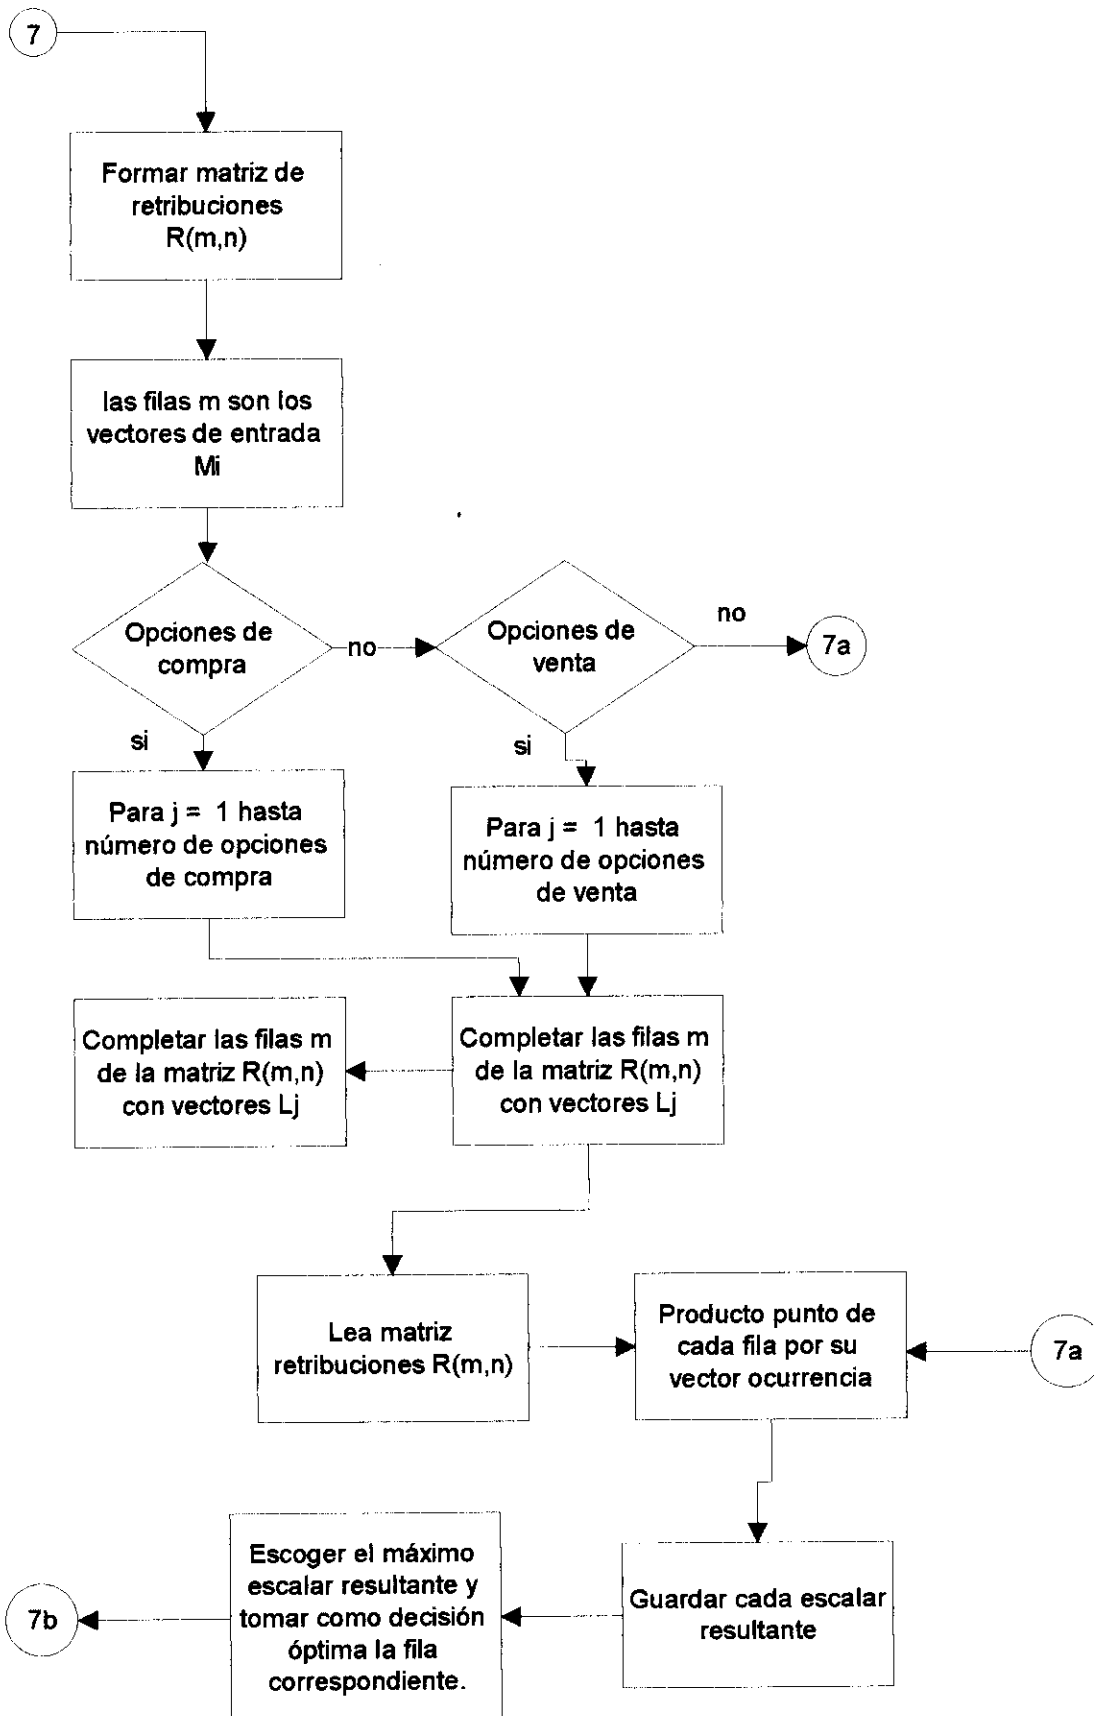 7
Formar matriz de
retribuciones
R(m,n)
las filas m son los
vectores de entrada
Mi
Opciones de
compra
no
Opciones de
venta
no
7a
si
si
Para j = 1 hasta
número de opciones
de compra
Para j = 1 hasta
número de opciones
de venta
Completar las filas m
de la matriz R(m,n)
con vectores Lj
Completar las filas m
de la matriz R(m,n)
con vectores Lj
Lea matriz
retribuciones R(m,n)
Producto punto de
cada fila por su
vector ocurrencia
7a
Guardar cada escalar
resultante
Escoger el máximo
escalar resultante y
tomar como decisión
óptima la fila
correspondiente.
7b